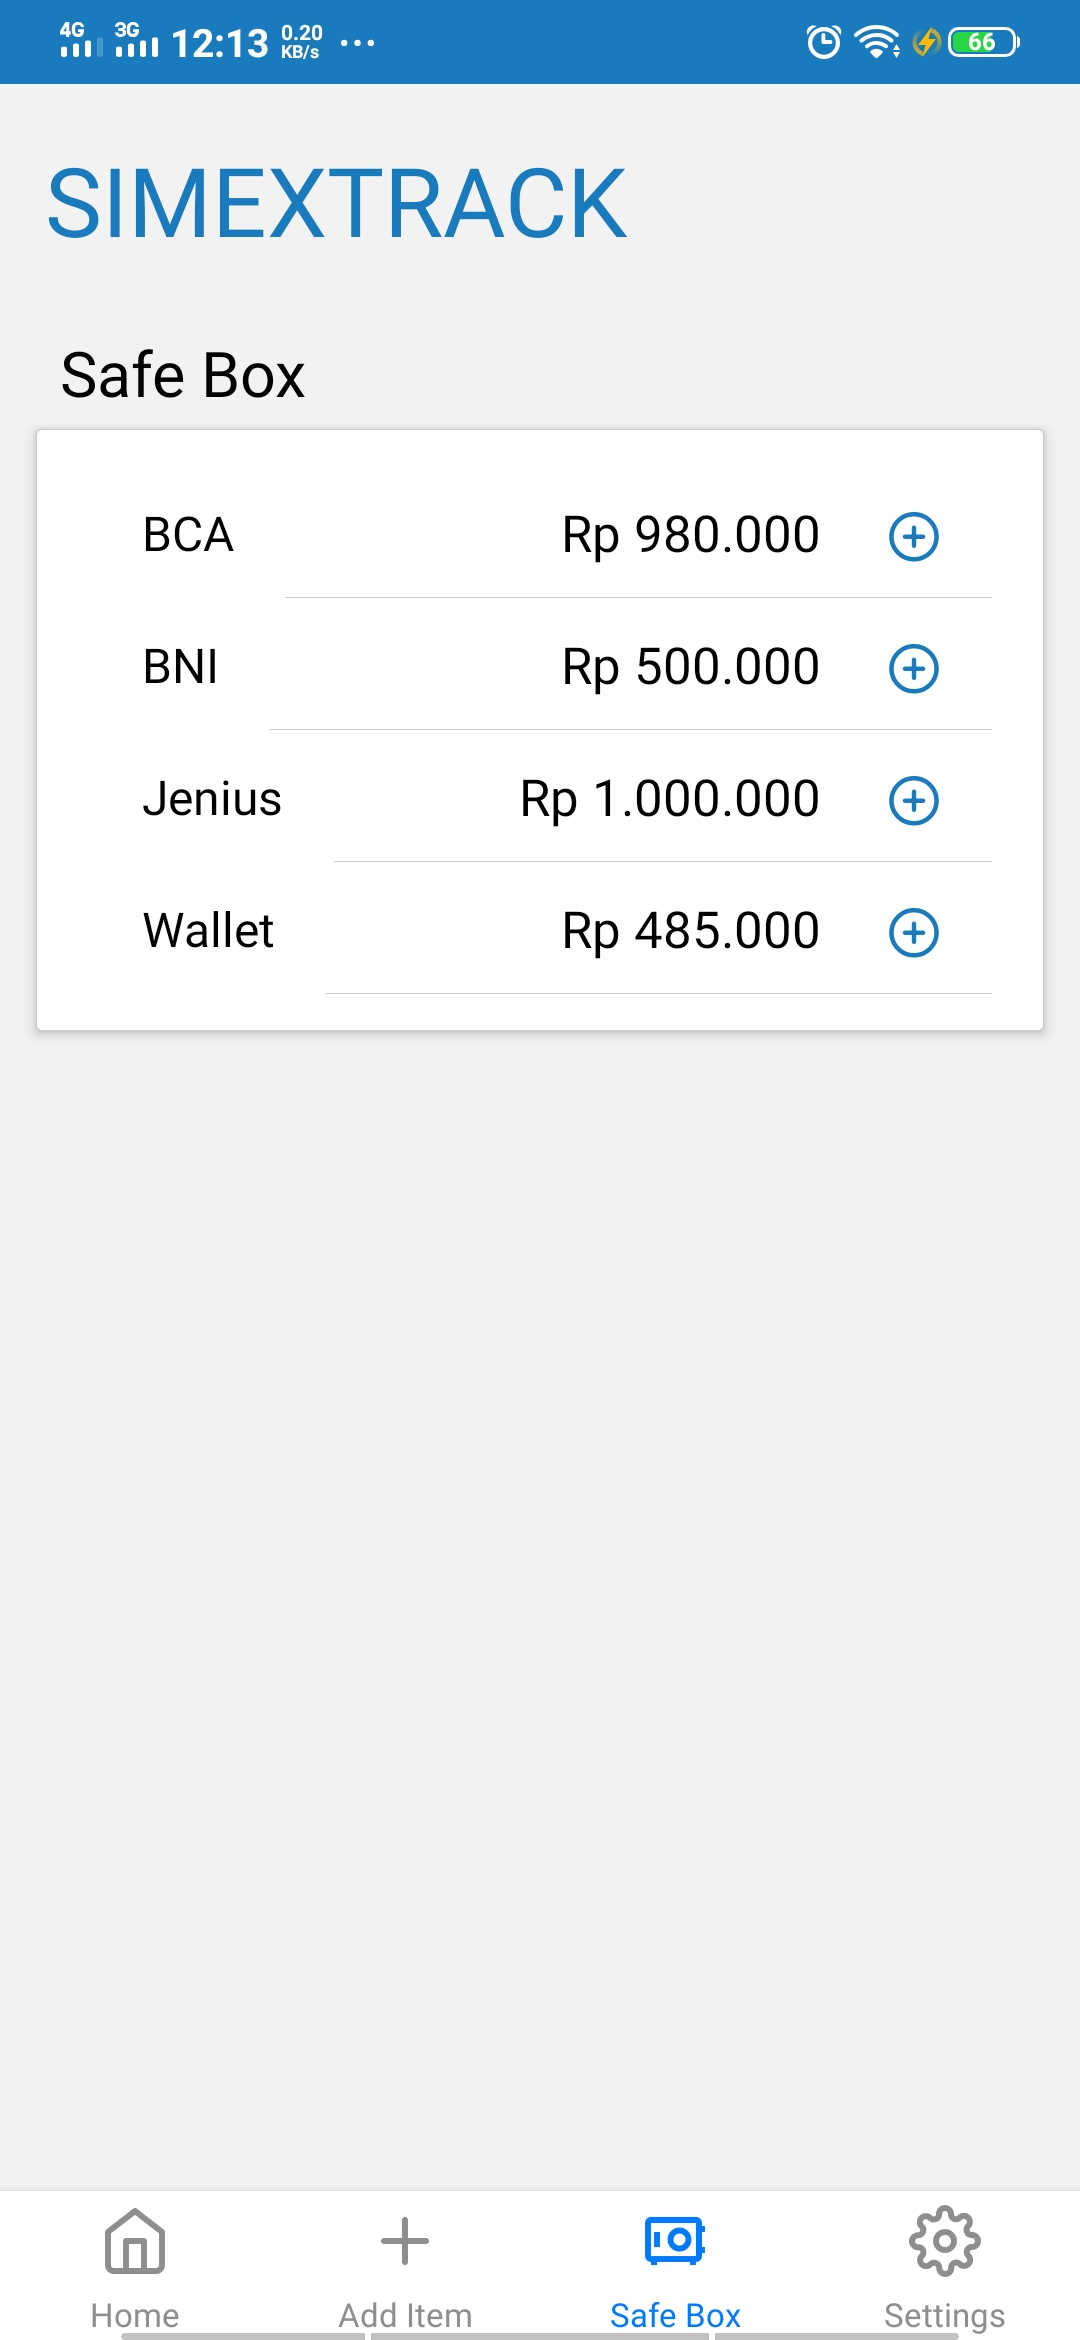 4G 3G 12:13 0.20 KB/s ... 66
SIMEXTRACK
Safe Box
BCA Rp 980.000
BNI Rp 500.000
Jenius Rp 1.000.000
Wallet Rp 485.000
Home Add Item Safe Box Settings